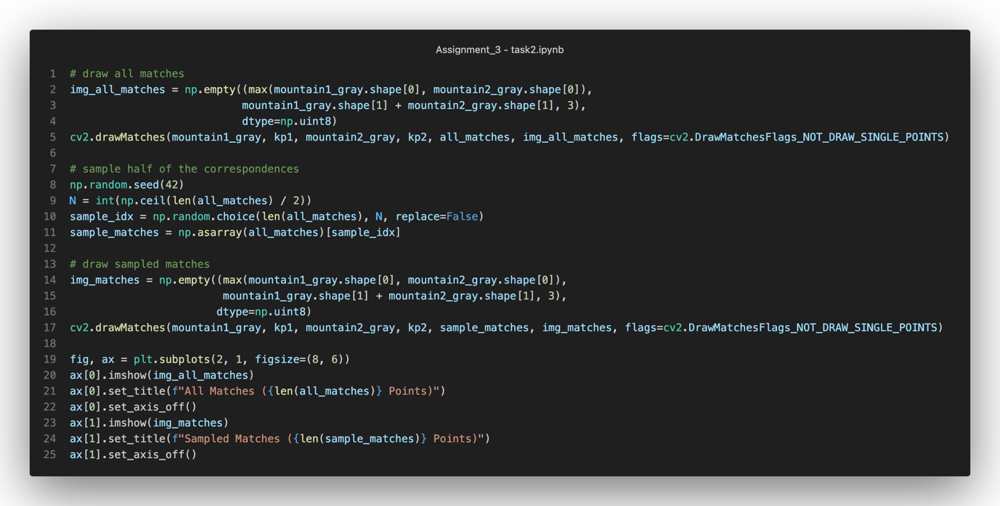 Assignment_3 - task2.ipynb
1 # draw all matches
2 img_all_matches = np.empty((max(mountain1_gray.shape[0], mountain2_gray.shape[0]),
3                            mountain1_gray.shape[1] + mountain2_gray.shape[1], 3),
4                            dtype=np.uint8)
5 cv2.drawMatches(mountain1_gray, kp1, mountain2_gray, kp2, all_matches, img_all_matches, flags=cv2.DrawMatchesFlags_NOT_DRAW_SINGLE_POINTS)
6
7 # sample half of the correspondences
8 np.random.seed(42)
9 N = int(np.ceil(len(all_matches) / 2))
10 sample_idx = np.random.choice(len(all_matches), N, replace=False)
11 sample_matches = np.asarray(all_matches)[sample_idx]
12
13 # draw sampled matches
14 img_matches = np.empty((max(mountain1_gray.shape[0], mountain2_gray.shape[0]),
15                         mountain1_gray.shape[1] + mountain2_gray.shape[1], 3),
16                        dtype=np.uint8)
17 cv2.drawMatches(mountain1_gray, kp1, mountain2_gray, kp2, sample_matches, img_matches, flags=cv2.DrawMatchesFlags_NOT_DRAW_SINGLE_POINTS)
18
19 fig, ax = plt.subplots(2, 1, figsize=(8, 6))
20 ax[0].imshow(img_all_matches)
21 ax[0].set_title(f"All Matches ({len(all_matches)} Points)")
22 ax[0].set_axis_off()
23 ax[1].imshow(img_matches)
24 ax[1].set_title(f"Sampled Matches ({len(sample_matches)} Points)")
25 ax[1].set_axis_off()